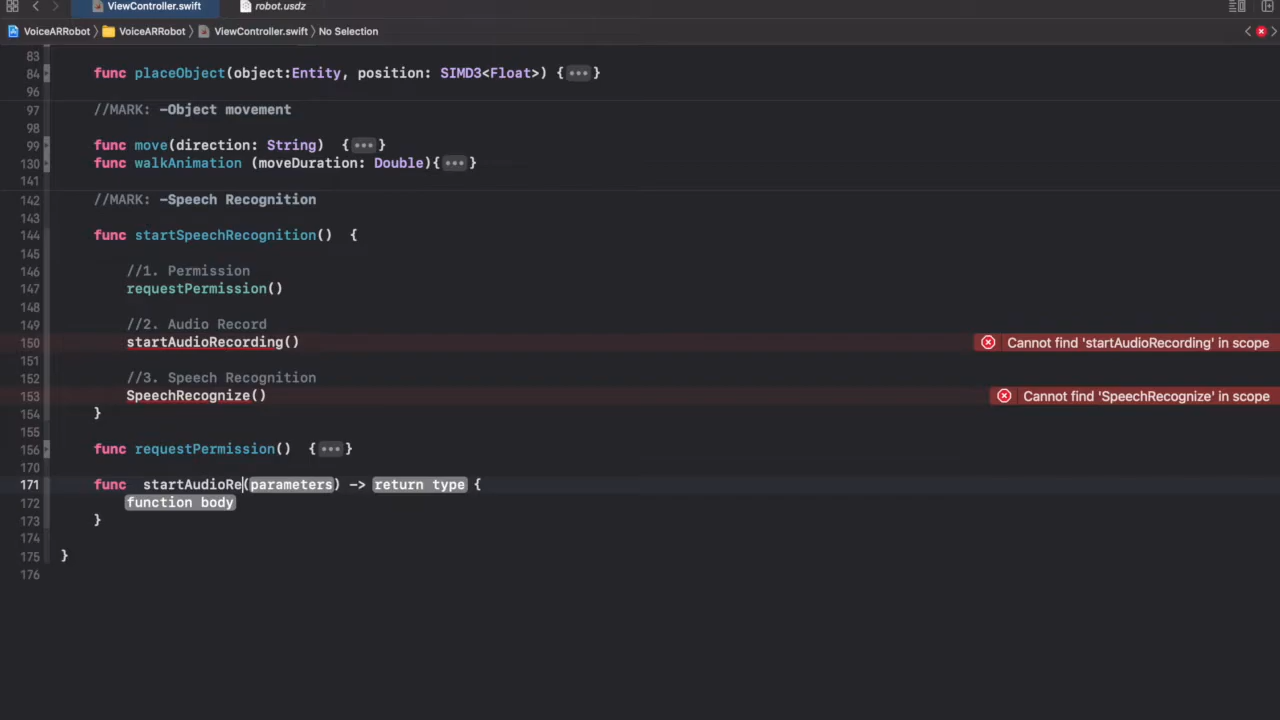 ViewController.swift robot.usdz
VoiceARRobot VoiceARRobot ViewController.swift No Selection
83
84 func placeObject(object:Entity, position: SIMD3<Float>) {•••}
96
97 //MARK: -Object movement
98
99 func move(direction: String)  {•••}
130 func walkAnimation (moveDuration: Double){•••}
141
142 //MARK: -Speech Recognition
143
144 func startSpeechRecognition()  {
145
146 //1. Permission
147 requestPermission()
148
149 //2. Audio Record
150 startAudioRecording() Cannot find 'startAudioRecording' in scope
151
152 //3. Speech Recognition
153 SpeechRecognize() Cannot find 'SpeechRecognize' in scope
154 }
155
156 func requestPermission()  {•••}
170
171 func  startAudioRe(parameters) -> return type {
172 function body
173 }
174
175 }
176